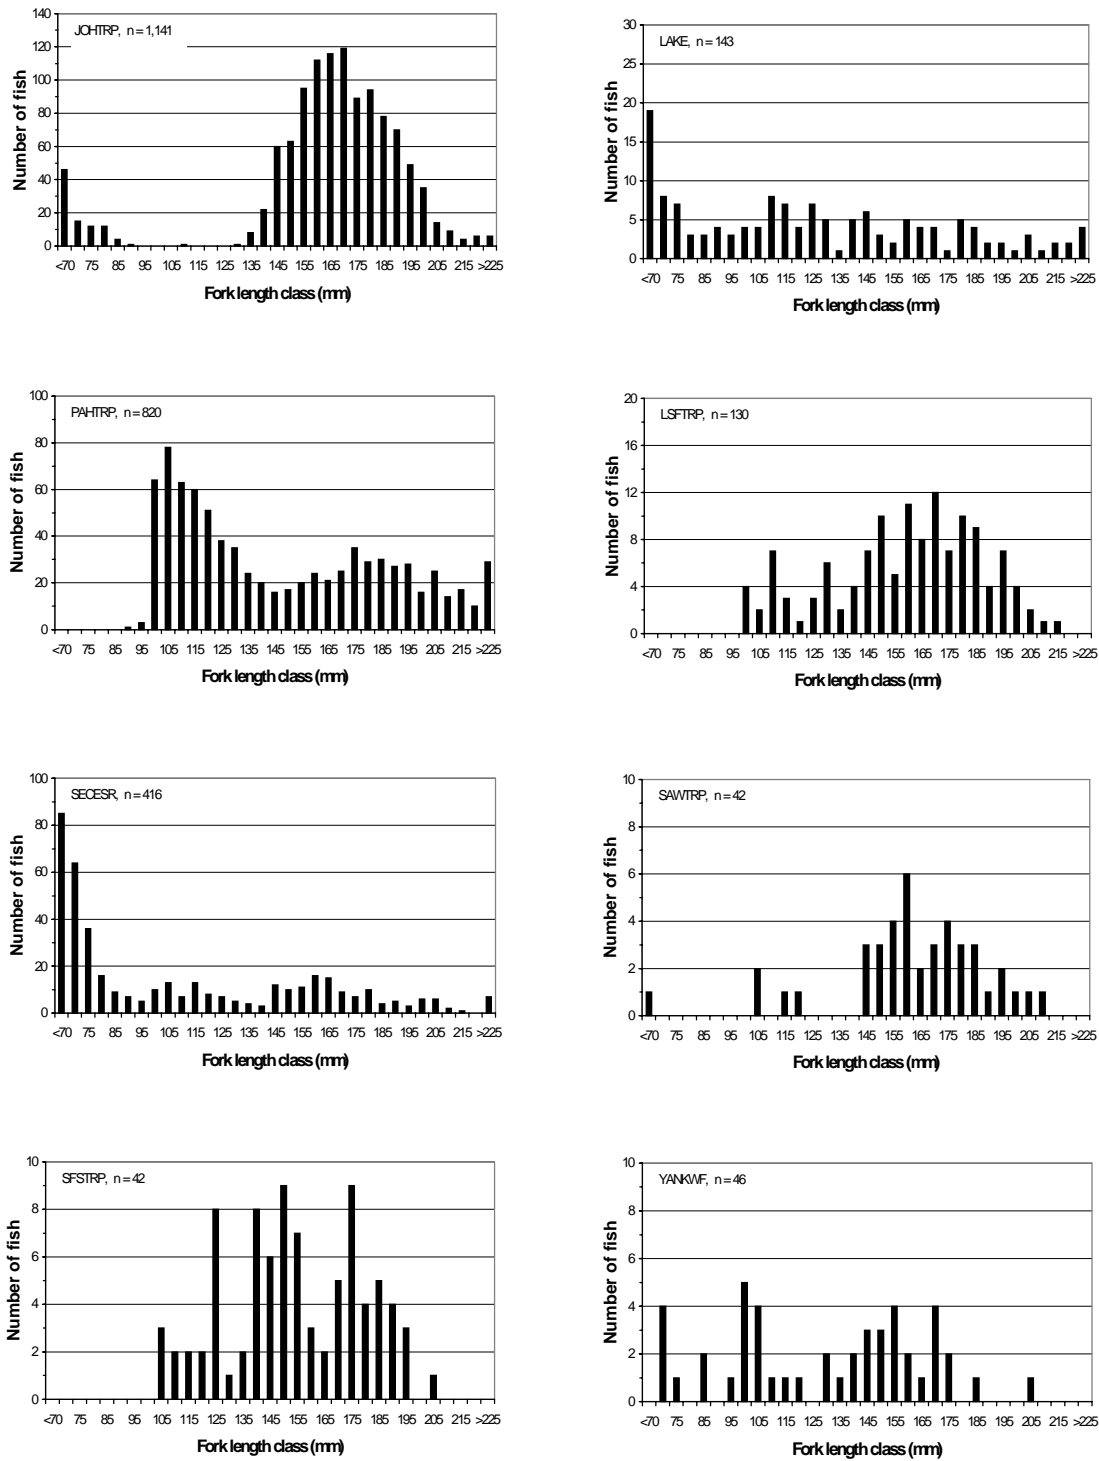 140
120
100
80
60
40
20
0
Number of fish
JOHTRP, n = 1,141
<70 75 85 95 105 115 125 135 145 155 165 175 185 195 205 215 >225
Fork length class (mm)
30
25
20
15
10
5
0
Number of fish
LAKE, n = 143
<70 75 85 95 105 115 125 135 145 155 165 175 185 195 205 215 >225
Fork length class (mm)
100
80
60
40
20
0
Number of fish
PAHTRP, n = 820
<70 75 85 95 105 115 125 135 145 155 165 175 185 195 205 215 >225
Fork length class (mm)
20
16
12
8
4
0
Number of fish
LSFTRP, n = 130
<70 75 85 95 105 115 125 135 145 155 165 175 185 195 205 215 >225
Fork length class (mm)
100
80
60
40
20
0
Number of fish
SECESR, n = 416
<70 75 85 95 105 115 125 135 145 155 165 175 185 195 205 215 >225
Fork length class (mm)
10
8
6
4
2
0
Number of fish
SAWTRP, n = 42
<70 75 85 95 105 115 125 135 145 155 165 175 185 195 205 215 >225
Fork length class (mm)
10
8
6
4
2
0
Number of fish
SFSTRP, n = 42
<70 75 85 95 105 115 125 135 145 155 165 175 185 195 205 215 >225
Fork length class (mm)
10
8
6
4
2
0
Number of fish
YANKWF, n = 46
<70 75 85 95 105 115 125 135 145 155 165 175 185 195 205 215 >225
Fork length class (mm)